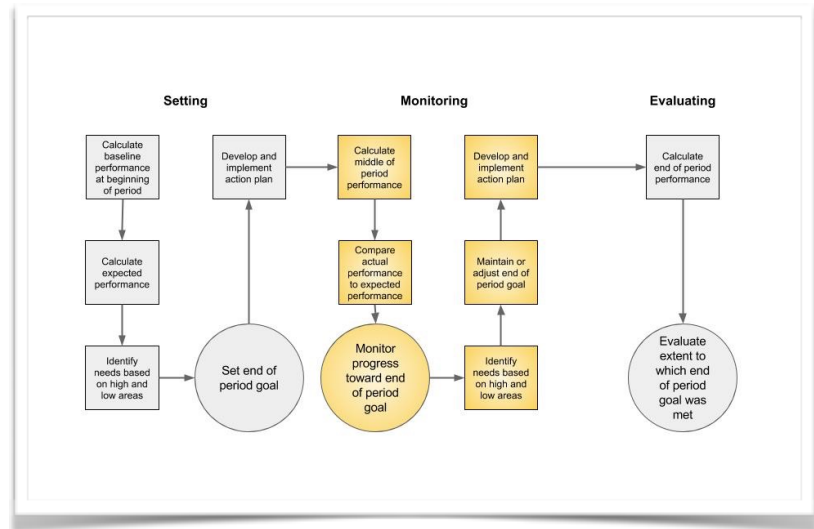 Setting
Monitoring
Evaluating
Calculate
baseline
performance
at beginning
of period
Calculate
expected
performance
Identify
needs based
on high and
low areas
Set end of
period goal
Develop and
implement
action plan
Calculate
middle of
period
performance
Compare
actual
performance
to expected
performance
Monitor
progress
toward end
of period
goal
Identify
needs based
on high and
low areas
Maintain or
adjust end of
period goal
Develop and
implement
action plan
Calculate
end of period
performance
Evaluate
extent to
which end
of period
goal was
met